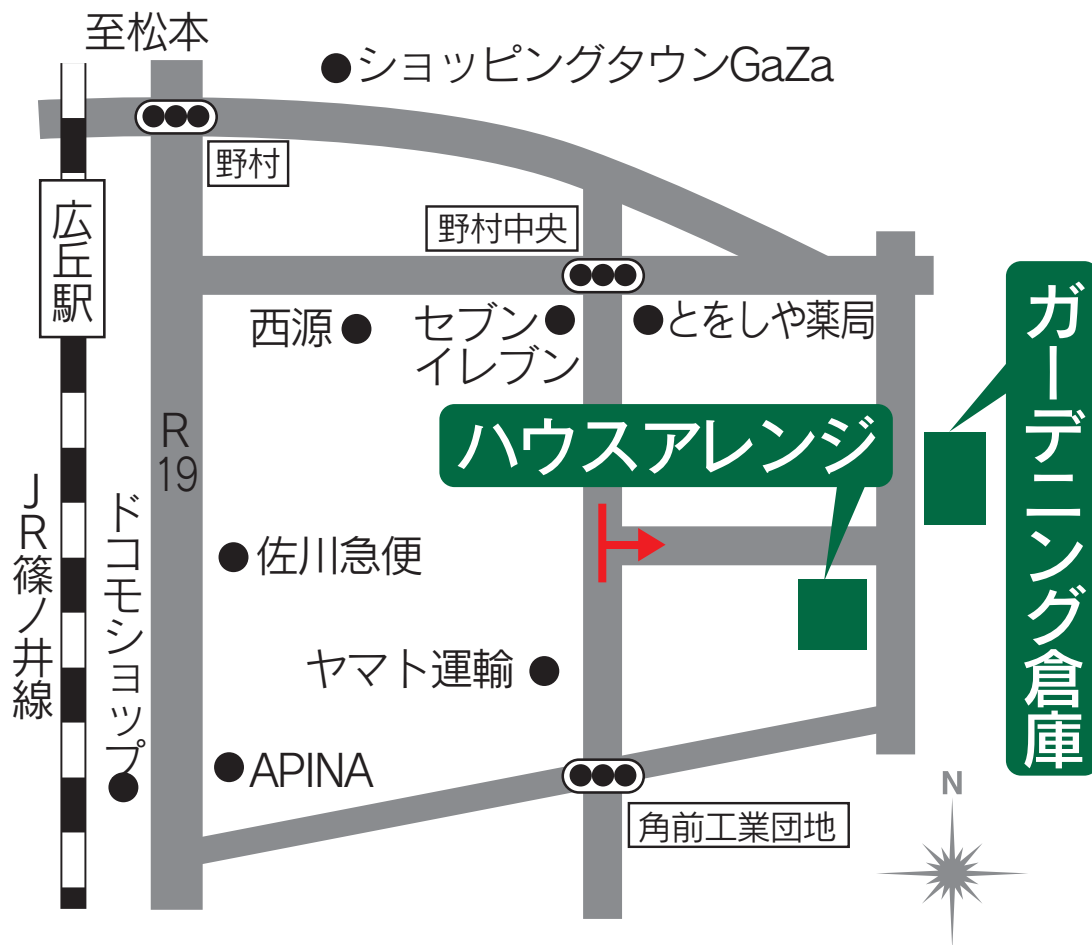 至松本
ショッピングタウンGaZa
野村
広丘駅
野村中央
西源
セブン
イレブン
とをしや薬局
ガーデニング倉庫
ハウスアレンジ
R
19
JR篠ノ井線
ドコモショップ
佐川急便
ヤマト運輸
APINA
角前工業団地
N